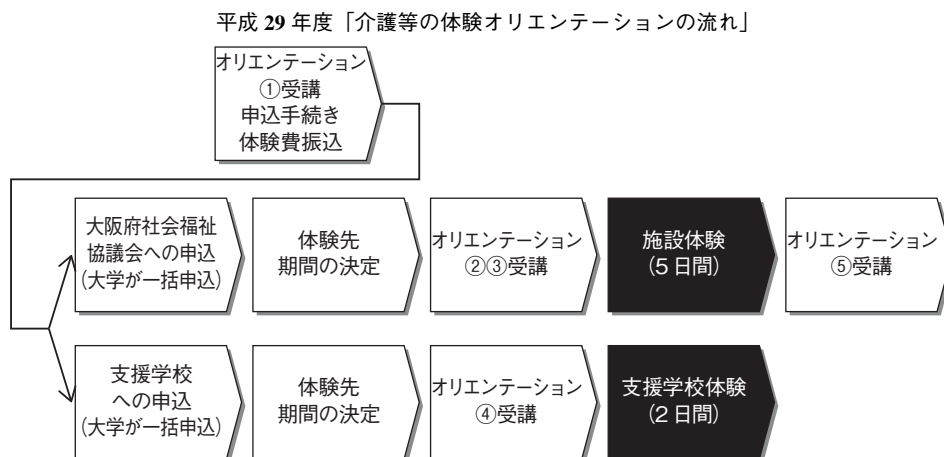 平成 29 年度「介護等の体験オリエンテーションの流れ」
オリエンテーション
①受講
申込手続き
体験費振込
大阪府社会福祉
協議会への申込
(大学が一括申込)
体験先
期間の決定
オリエンテーション
②③受講
施設体験
(5日間)
オリエンテーション
⑤受講
支援学校
への申込
(大学が一括申込)
体験先
期間の決定
オリエンテーション
④受講
支援学校体験
(2日間)